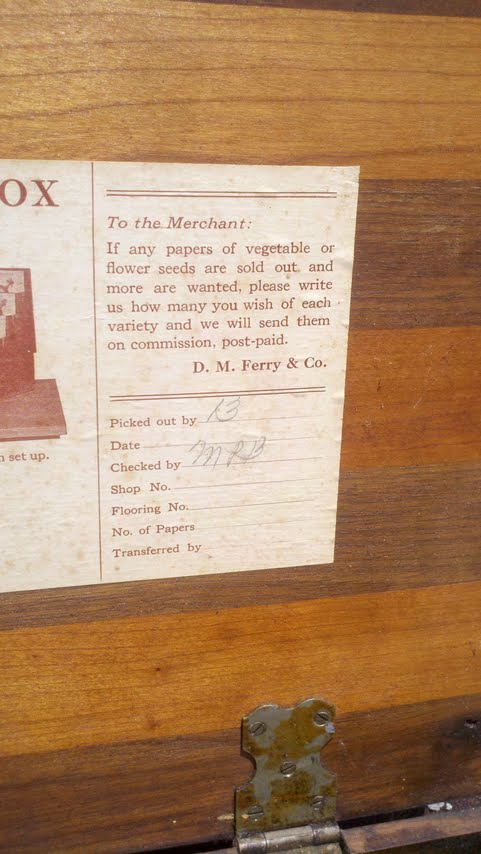 OX
n set up.
To the Merchant:
If any papers of vegetable or
flower seeds are sold out and
more are wanted, please write
us how many you wish of each
variety and we will send them
on commission, post-paid.
D. M. Ferry & Co.
Picked out by 13
Date
Checked by MRB
Shop No.
Flooring No.
No. of Papers
Transferred by